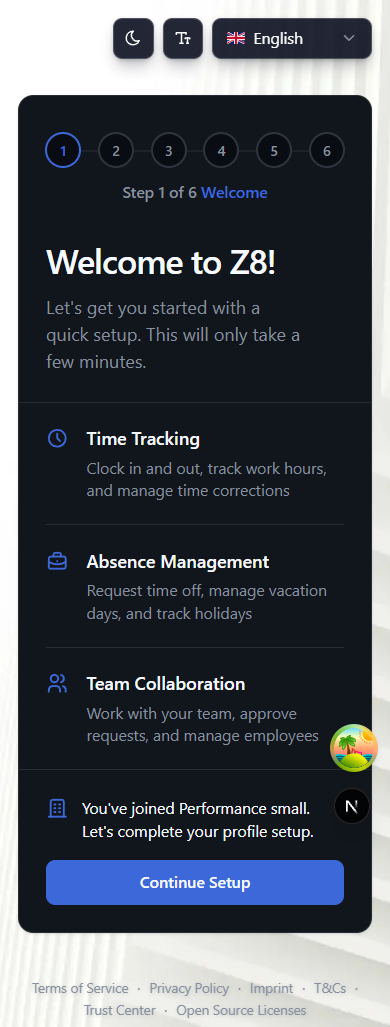 English
1 2 3 4 5 6
Step 1 of 6 Welcome
Welcome to Z8!
Let's get you started with a
quick setup. This will only take a
few minutes.
Time Tracking
Clock in and out, track work hours,
and manage time corrections
Absence Management
Request time off, manage vacation
days, and track holidays
Team Collaboration
Work with your team, approve
requests, and manage employees
You've joined Performance small.
Let's complete your profile setup.
N
Continue Setup
Terms of Service · Privacy Policy · Imprint · T&Cs ·
Trust Center · Open Source Licenses